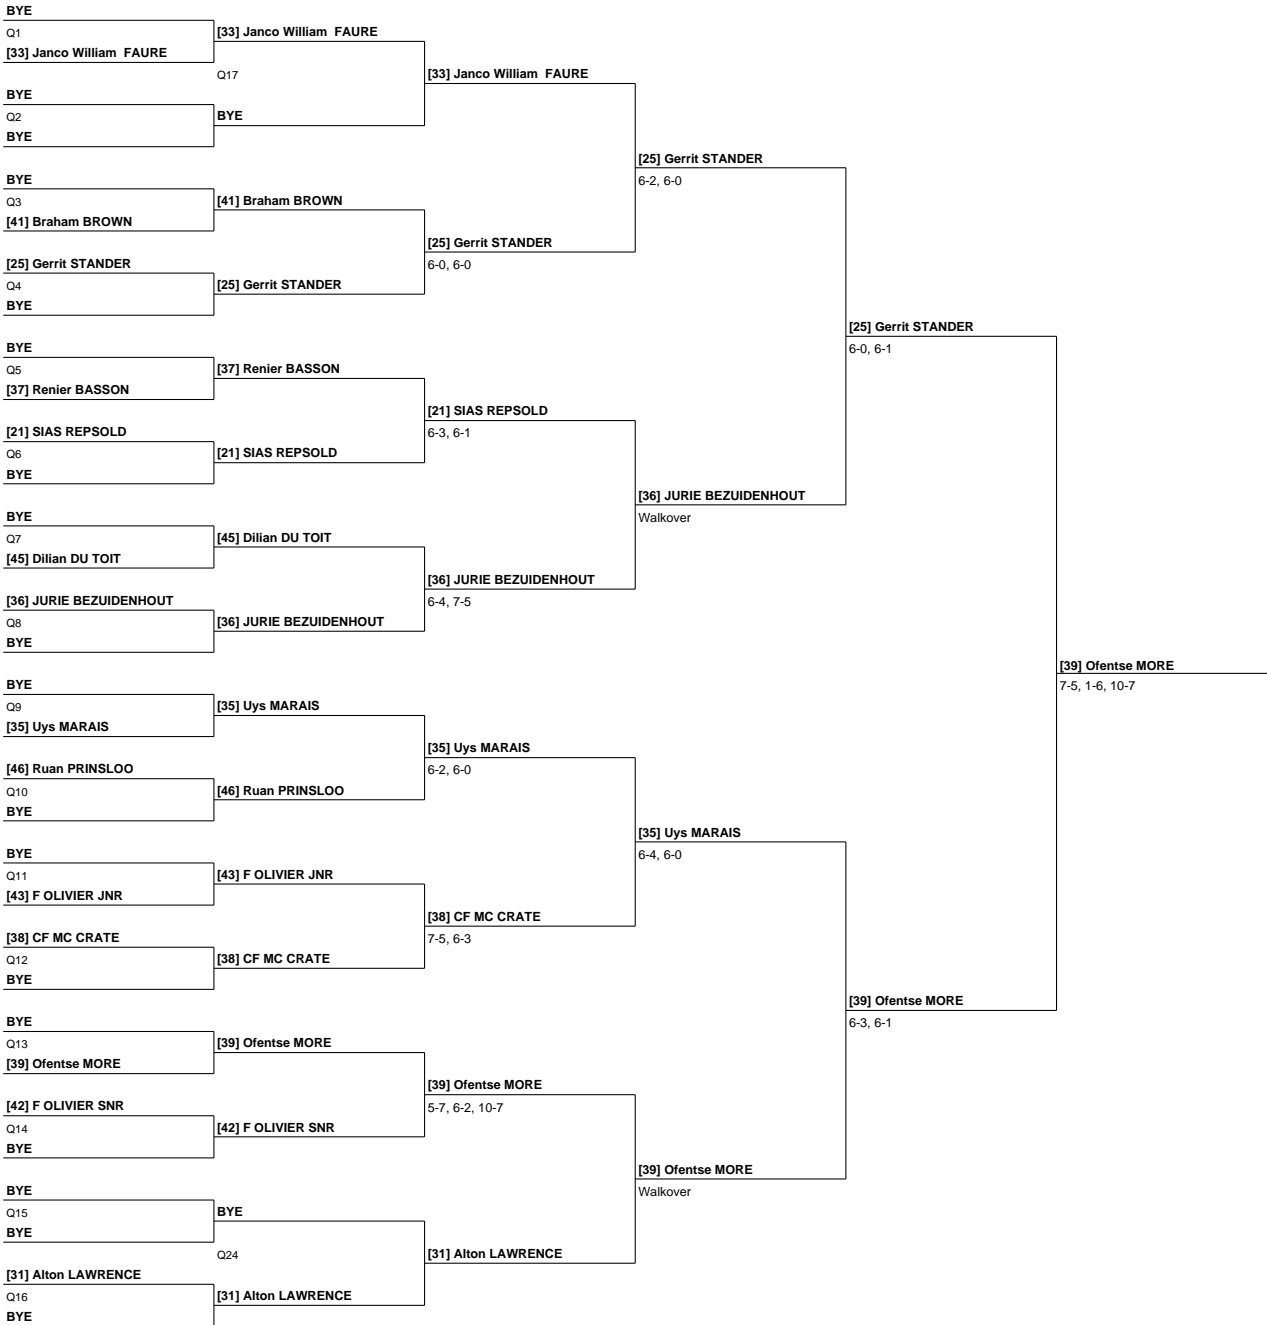 BYE
Q1
[33] Janco William  FAURE
BYE
Q2
BYE
BYE
Q3
[41] Braham BROWN
[25] Gerrit STANDER
Q4
BYE
BYE
Q5
[37] Renier BASSON
[21] SIAS REPSOLD
Q6
BYE
BYE
Q7
[45] Dilian DU TOIT
[36] JURIE BEZUIDENHOUT
Q8
BYE
BYE
Q9
[35] Uys MARAIS
[46] Ruan PRINSLOO
Q10
BYE
BYE
Q11
[43] F OLIVIER JNR
[38] CF MC CRATE
Q12
BYE
BYE
Q13
[39] Ofentse MORE
[42] F OLIVIER SNR
Q14
BYE
BYE
Q15
BYE
[31] Alton LAWRENCE
Q16
BYE
[33] Janco William  FAURE
Q17
BYE
[41] Braham BROWN
[25] Gerrit STANDER
[37] Renier BASSON
[21] SIAS REPSOLD
[45] Dilian DU TOIT
[36] JURIE BEZUIDENHOUT
[35] Uys MARAIS
[46] Ruan PRINSLOO
[43] F OLIVIER JNR
[38] CF MC CRATE
[39] Ofentse MORE
[42] F OLIVIER SNR
BYE
Q24
[31] Alton LAWRENCE
[33] Janco William  FAURE
[25] Gerrit STANDER
6-0, 6-0
[21] SIAS REPSOLD
6-3, 6-1
[36] JURIE BEZUIDENHOUT
6-4, 7-5
[35] Uys MARAIS
6-2, 6-0
[38] CF MC CRATE
7-5, 6-3
[39] Ofentse MORE
5-7, 6-2, 10-7
[31] Alton LAWRENCE
[25] Gerrit STANDER
6-2, 6-0
[36] JURIE BEZUIDENHOUT
Walkover
[35] Uys MARAIS
6-4, 6-0
[39] Ofentse MORE
Walkover
[25] Gerrit STANDER
6-0, 6-1
[39] Ofentse MORE
6-3, 6-1
[39] Ofentse MORE
7-5, 1-6, 10-7